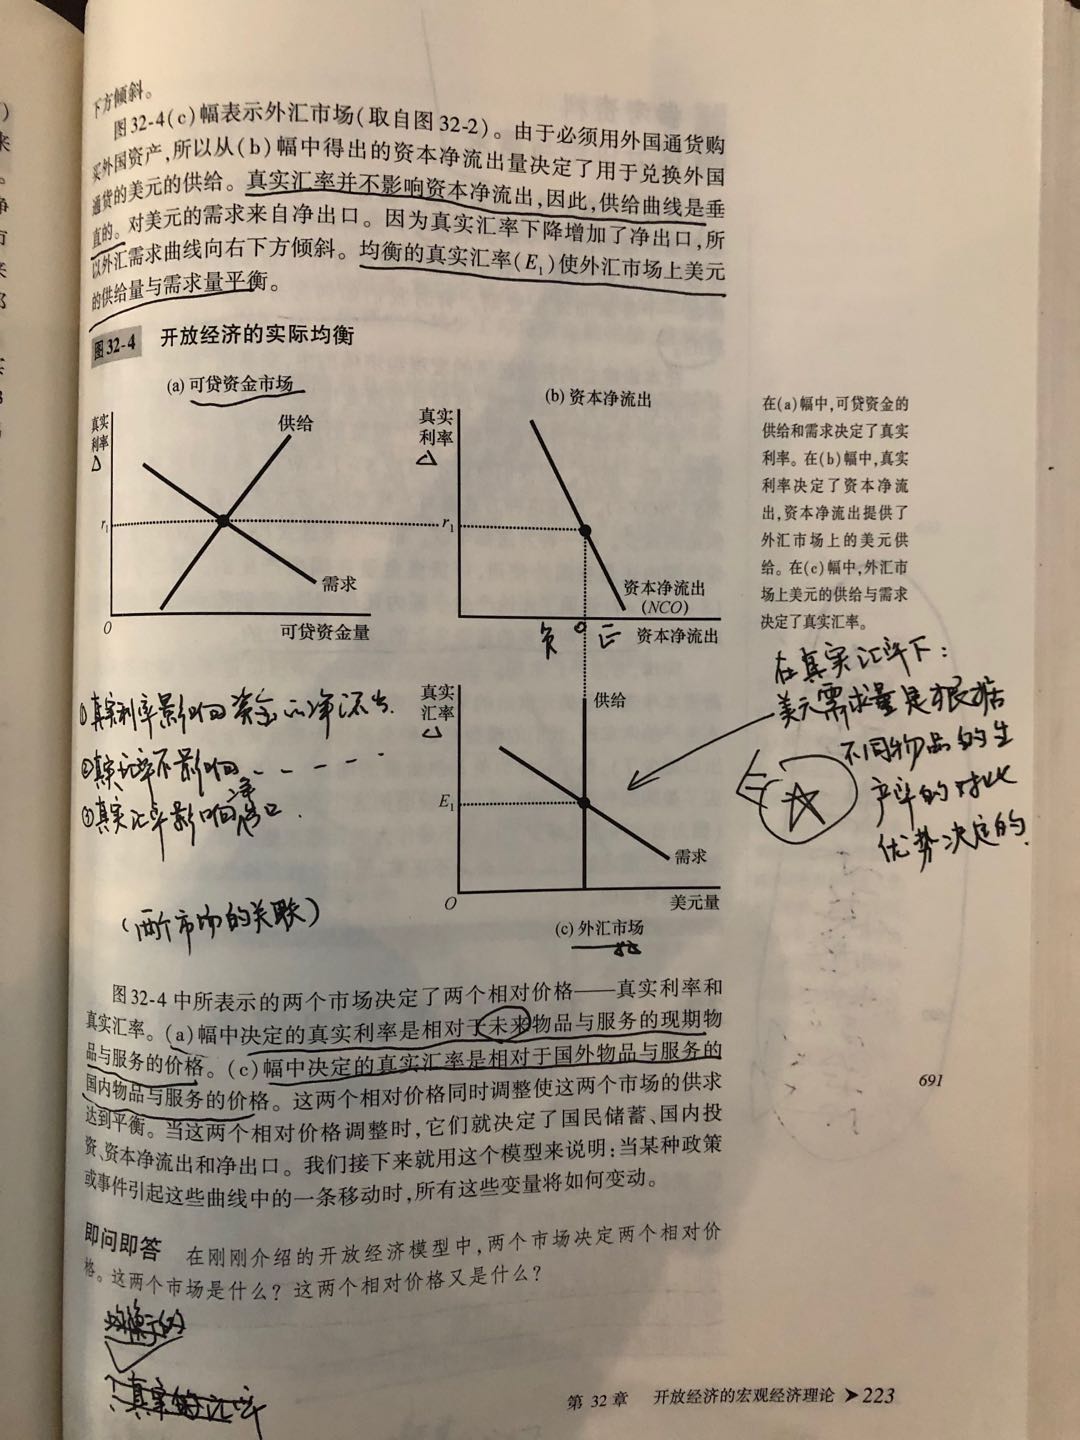 下方倾斜。
图32-4(c)幅表示外汇市场(取自图32-2)。由于必须用外国通货购
买外国资产,所以从(b)幅中得出的资本净流出量决定了用于兑换外国
通货的美元的供给。真实汇率并不影响资本净流出,因此,供给曲线是垂
直的。对美元的需求来自净出口。因为真实汇率下降增加了净出口,所
以外汇需求曲线向右下方倾斜。均衡的真实汇率(E₁)使外汇市场上美元
的供给量与需求量平衡。
图32-4 开放经济的实际均衡
(a)可贷资金市场
真实
利率
供给
r₁
需求
O
可贷资金量
(b)资本净流出
真实
利率
r₁
资本净流出
(NCO)
负 0 正
资本净流出
在(a)幅中,可贷资金的
供给和需求决定了真实
利率。在(b)幅中,真实
利率决定了资本净流
出,资本净流出提供了
外汇市场上的美元供
给。在(c)幅中,外汇市
场上美元的供给与需求
决定了真实汇率。
①真实利率影响资金的净流出.
②真实汇率不影响-----
③真实汇率影响净出口.
(两个市场的关联)
真实
汇率
供给
E₁
需求
O
美元量
(c)外汇市场
在真实汇率下:
美元需求量是根据
不同物品的生
产率的对比
优势决定的.
图32-4中所表示的两个市场决定了两个相对价格——真实利率和
真实汇率。(a)幅中决定的真实利率是相对于未来物品与服务的现期物
品与服务的价格。(c)幅中决定的真实汇率是相对于国外物品与服务的
国内物品与服务的价格。这两个相对价格同时调整使这两个市场的供求
达到平衡。当这两个相对价格调整时,它们就决定了国民储蓄、国内投
资、资本净流出和净出口。我们接下来就用这个模型来说明:当某种政策
或事件引起这些曲线中的一条移动时,所有这些变量将如何变动。
691
即问即答 在刚刚介绍的开放经济模型中,两个市场决定两个相对价
格。这两个市场是什么?这两个相对价格又是什么?
均衡的
真实的汇率
第 32 章 开放经济的宏观经济理论 ➤ 223